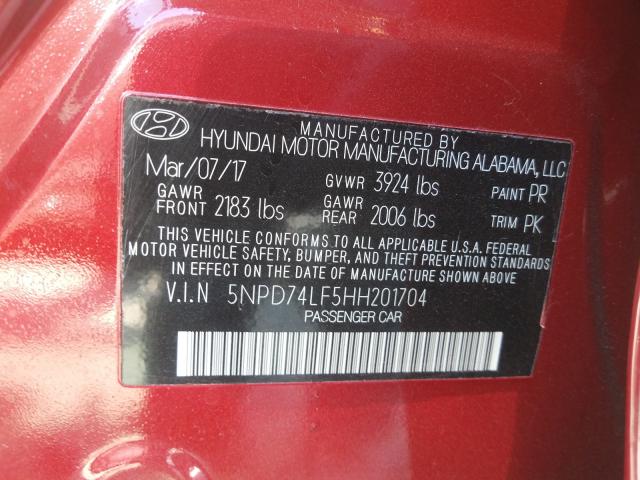 MANUFACTURED BY
HYUNDAI MOTOR MANUFACTURING ALABAMA, LLC
Mar/07/17 GVWR 3924 lbs PAINT PR
GAWR FRONT 2183 lbs GAWR REAR 2006 lbs TRIM PK
THIS VEHICLE CONFORMS TO ALL APPLICABLE U.S.A. FEDERAL
MOTOR VEHICLE SAFETY, BUMPER, AND THEFT PREVENTION STANDARDS
IN EFFECT ON THE DATE OF MANUFACTURE SHOWN ABOVE
V.I.N 5NPD74LF5HH201704
PASSENGER CAR